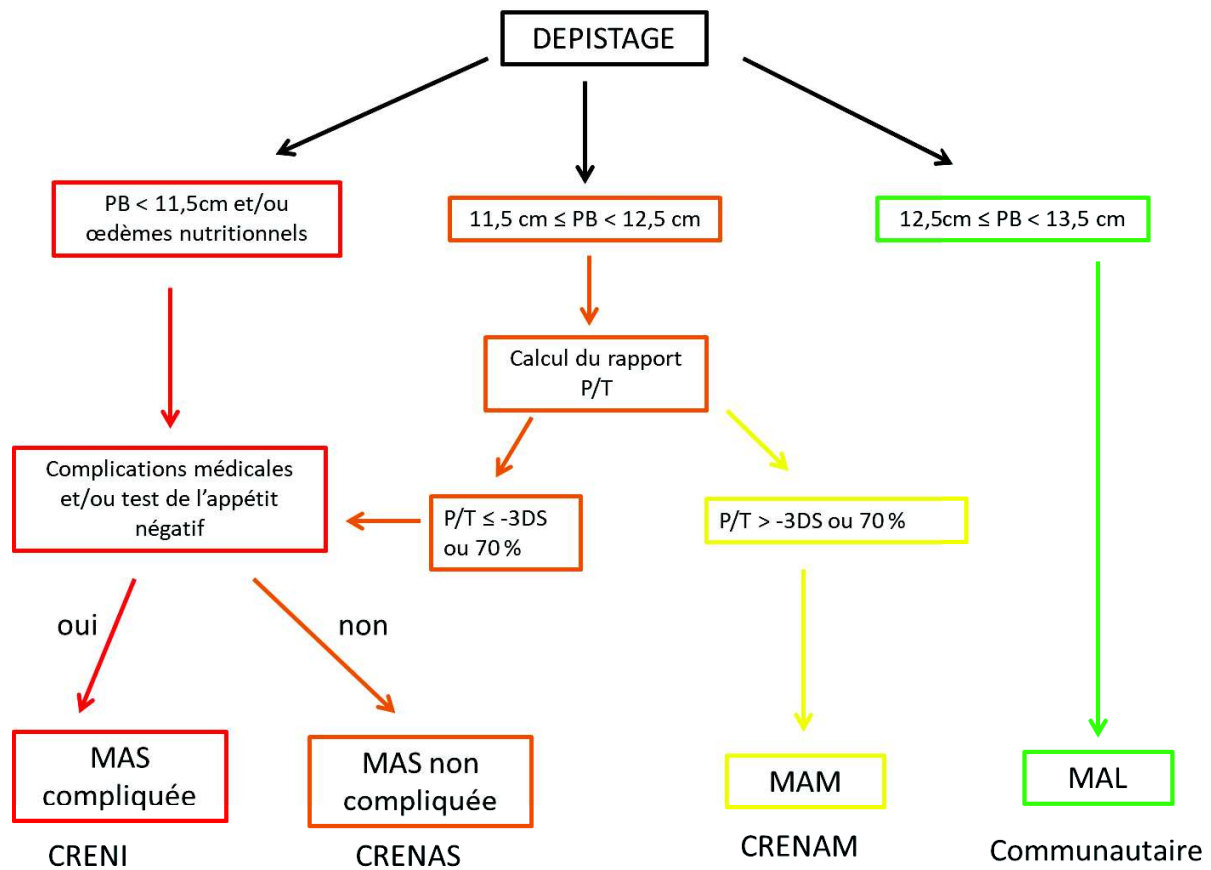 DEPISTAGE
PB < 11,5cm et/ou
œdèmes nutritionnels
11,5 cm ≤ PB < 12,5 cm
12,5cm ≤ PB < 13,5 cm
Calcul du rapport
P/T
Complications médicales
et/ou test de l’appétit
négatif
P/T ≤ -3DS
ou 70 %
P/T > -3DS ou 70 %
oui
non
MAS
compliquée
MAS non
compliquée
MAM
MAL
CRENI
CRENAS
CRENAM
Communautaire